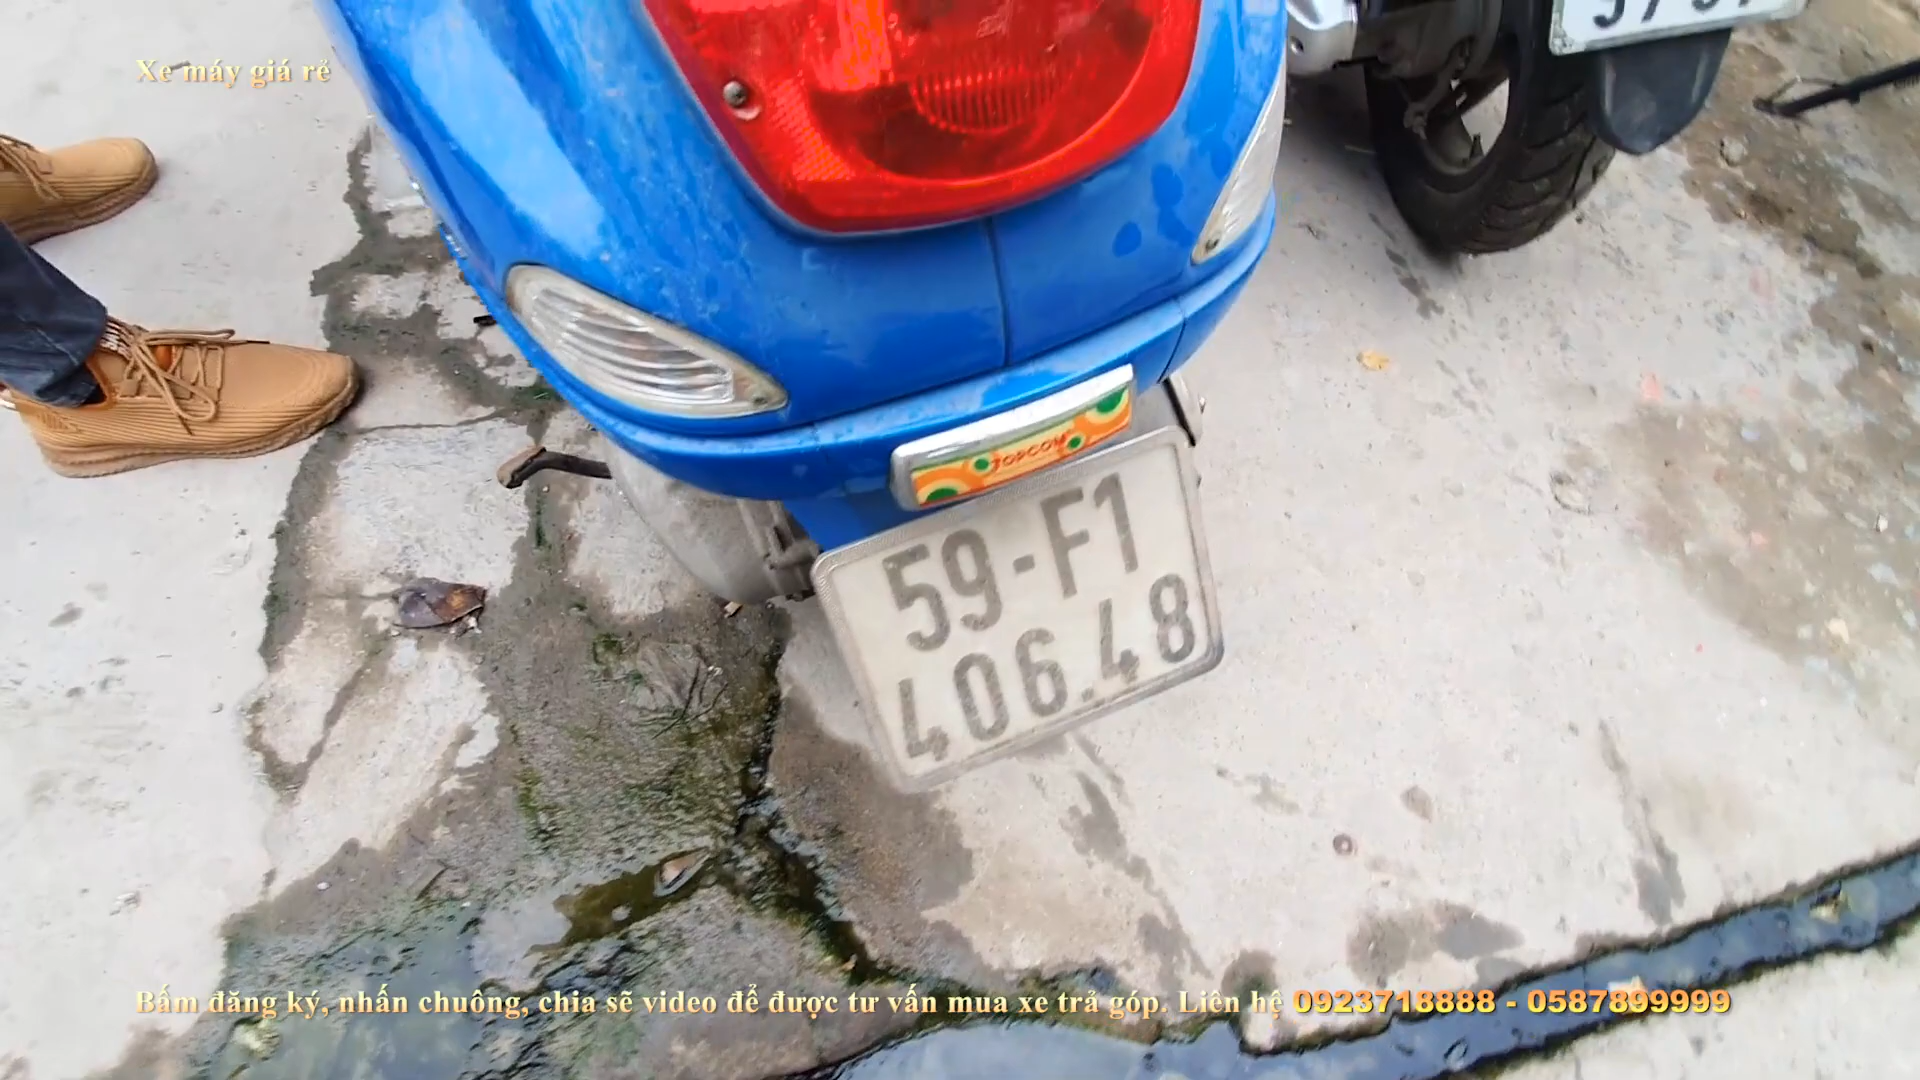 Xe máy giá rẻ
TOPCOM
59-F1
406.48
Bấm đăng ký, nhấn chuông, chia sẽ video để được tư vấn mua xe trả góp. Liên hệ 0923718888 - 0587899999